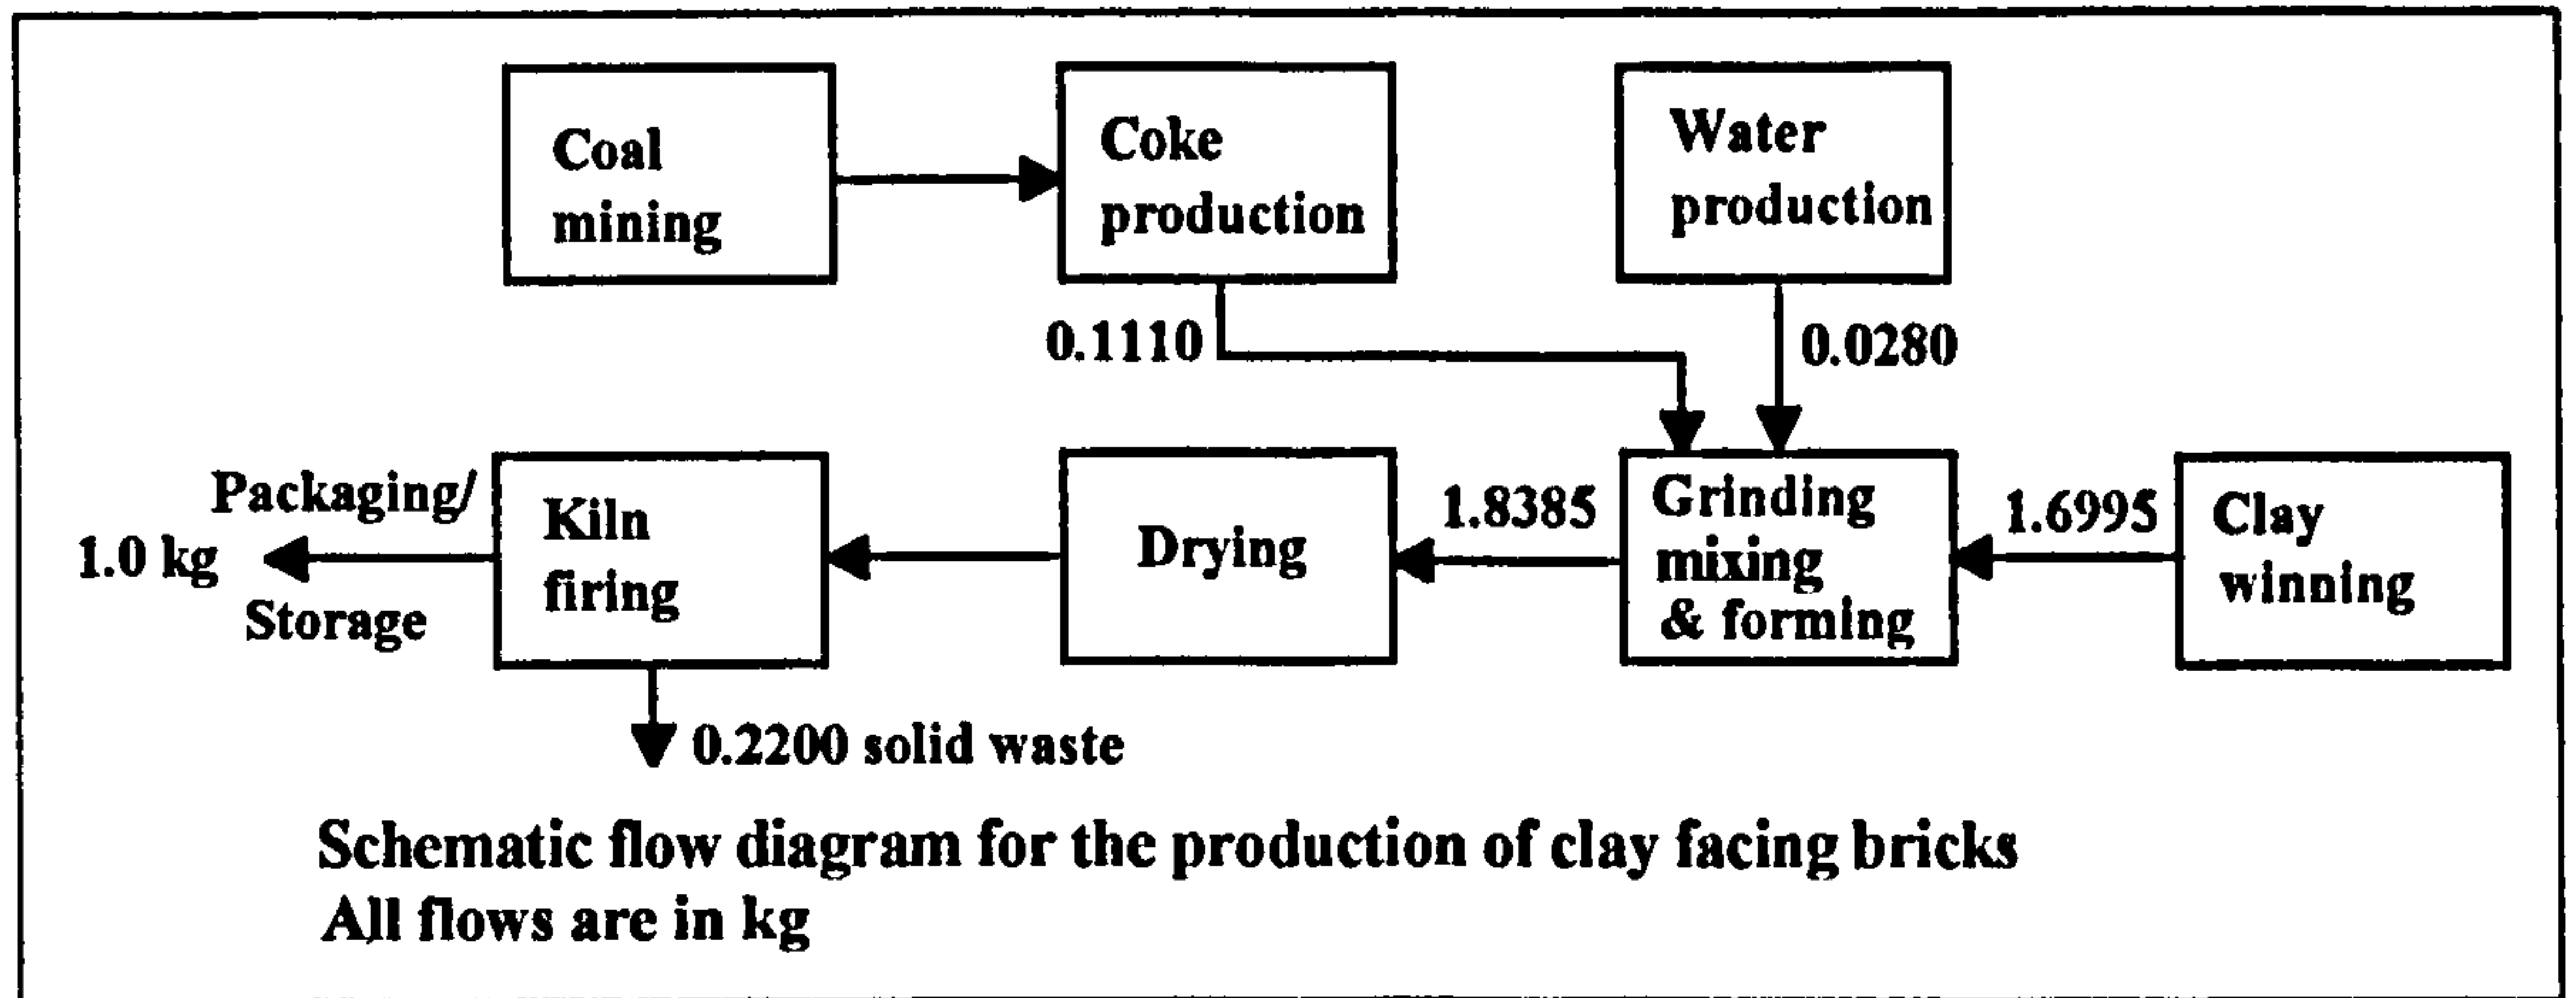 Coal
mining
Coke
production
Water
production
0.1110
0.0280
Packaging/
1.0 kg
Storage
Kiln
firing
Drying
1.8385
Grinding
mixing
& forming
1.6995
Clay
winning
0.2200 solid waste
Schematic flow diagram for the production of clay facing bricks
All flows are in kg